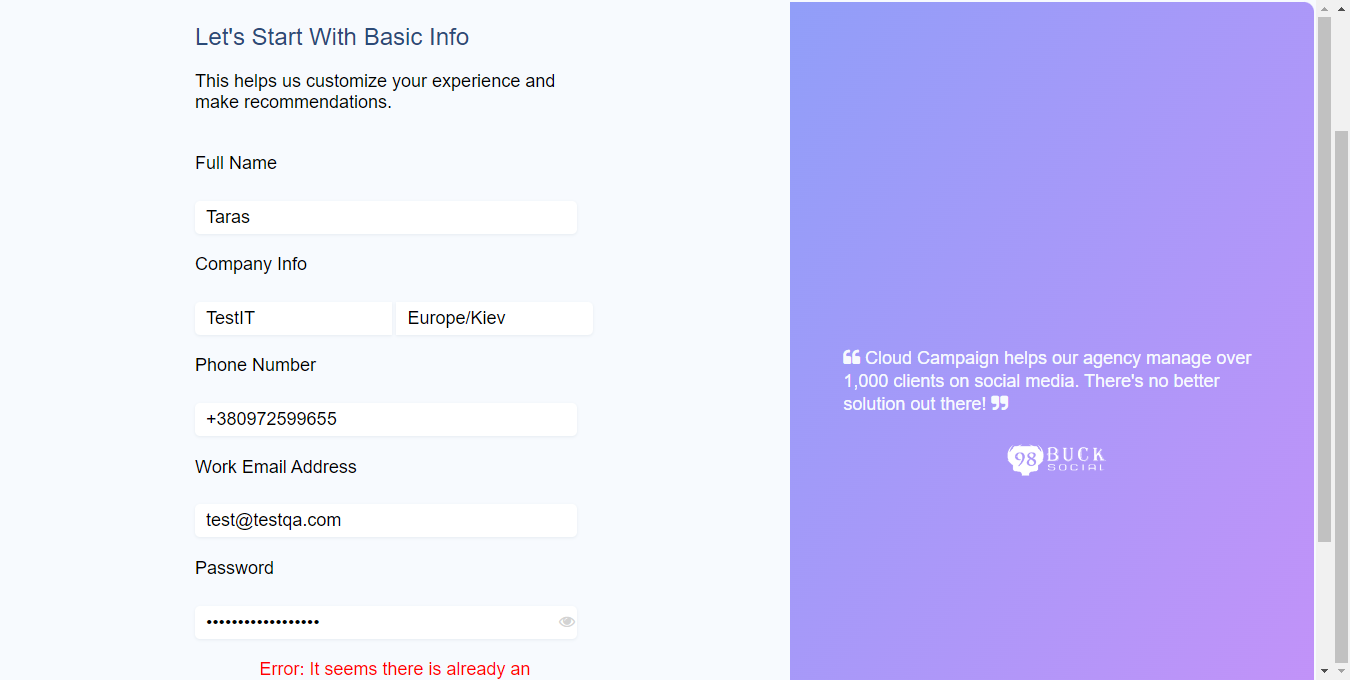 Let's Start With Basic Info
This helps us customize your experience and
make recommendations.
Full Name
Taras
Company Info
TestIT
Europe/Kiev
Phone Number
+380972599655
Work Email Address
test@testqa.com
Password
••••••••••••••••••
Error: It seems there is already an
❝ Cloud Campaign helps our agency manage over
1,000 clients on social media. There's no better
solution out there! ❞
98 BUCK
SOCIAL